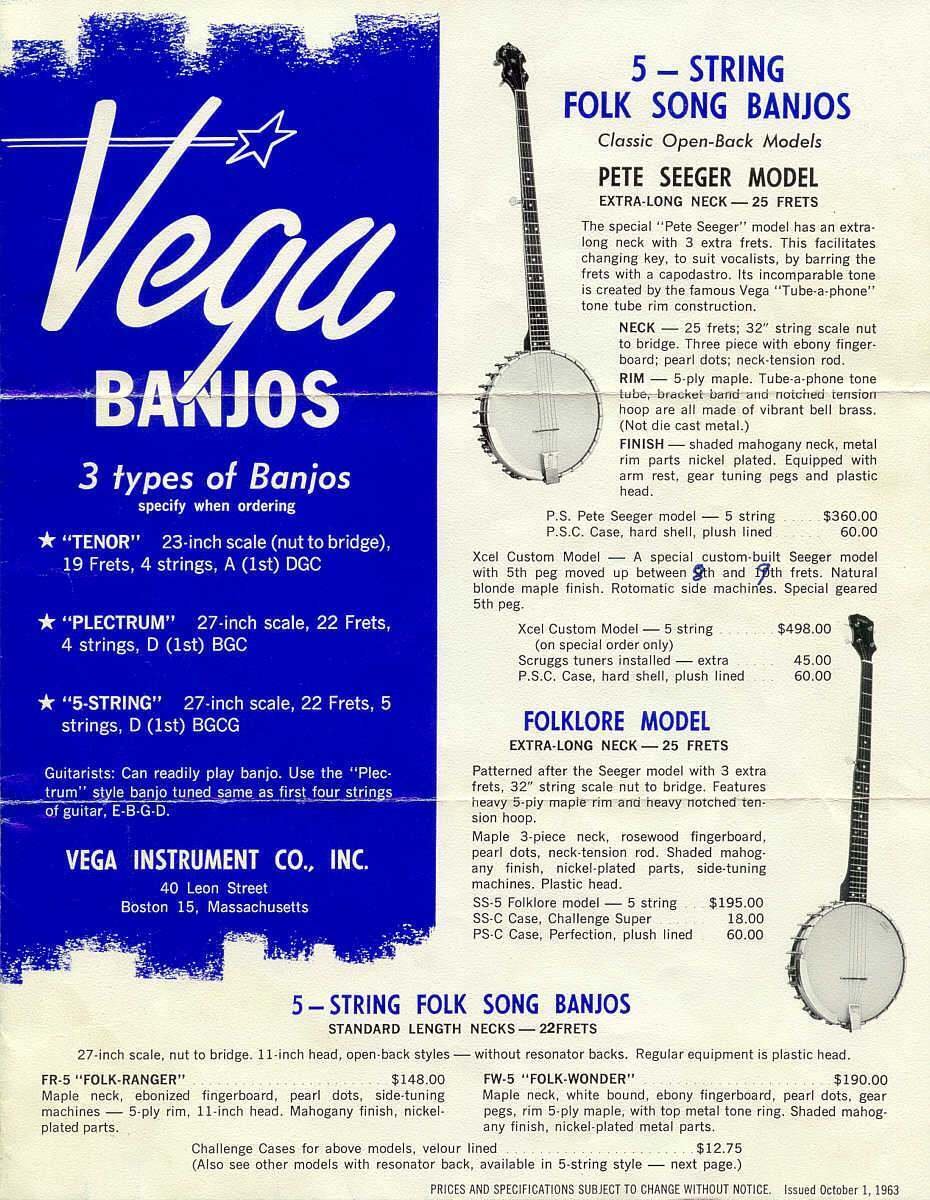 Vega
BANJOS
3 types of Banjos
specify when ordering
★ "TENOR" 23-inch scale (nut to bridge),
19 Frets, 4 strings, A (1st) DGC
★ "PLECTRUM" 27-inch scale, 22 Frets,
4 strings, D (1st) BGC
★ "5-STRING" 27-inch scale, 22 Frets, 5
strings, D (1st) BGCG
Guitarists: Can readily play banjo. Use the "Plec-
trum" style banjo tuned same as first four strings
of guitar, E-B-G-D.
VEGA INSTRUMENT CO., INC.
40 Leon Street
Boston 15, Massachusetts
5 — STRING
FOLK SONG BANJOS
Classic Open-Back Models
PETE SEEGER MODEL
EXTRA-LONG NECK — 25 FRETS
The special "Pete Seeger" model has an extra-
long neck with 3 extra frets. This facilitates
changing key, to suit vocalists, by barring the
frets with a capodastro. Its incomparable tone
is created by the famous Vega "Tube-a-phone"
tone tube rim construction.
NECK — 25 frets; 32" string scale nut
to bridge. Three piece with ebony finger-
board; pearl dots; neck-tension rod.
RIM — 5-ply maple. Tube-a-phone tone
tube, bracket band and notched tension
hoop are all made of vibrant bell brass.
(Not die cast metal.)
FINISH — shaded mahogany neck, metal
rim parts nickel plated. Equipped with
arm rest, gear tuning pegs and plastic
head.
P.S. Pete Seeger model — 5 string ..... $360.00
P.S.C. Case, hard shell, plush lined .... 60.00
Xcel Custom Model — A special custom-built Seeger model
with 5th peg moved up between 8th and 9th frets. Natural
blonde maple finish. Rotomatic side machines. Special geared
5th peg.
Xcel Custom Model — 5 string ........ $498.00
(on special order only)
Scruggs tuners installed — extra ..... 45.00
P.S.C. Case, hard shell, plush lined .... 60.00
FOLKLORE MODEL
EXTRA-LONG NECK — 25 FRETS
Patterned after the Seeger model with 3 extra
frets, 32" string scale nut to bridge. Features
heavy 5-ply maple rim and heavy notched ten-
sion hoop.
Maple 3-piece neck, rosewood fingerboard,
pearl dots, neck-tension rod. Shaded mahog-
any finish, nickel-plated parts, side-tuning
machines. Plastic head.
SS-5 Folklore model — 5 string ... $195.00
SS-C Case, Challenge Super ...... 18.00
PS-C Case, Perfection, plush lined . 60.00
5 — STRING FOLK SONG BANJOS
STANDARD LENGTH NECKS — 22 FRETS
27-inch scale, nut to bridge. 11-inch head, open-back styles — without resonator backs. Regular equipment is plastic head.
FR-5 "FOLK-RANGER" ........................ $148.00
Maple neck, ebonized fingerboard, pearl dots, side-tuning
machines — 5-ply rim, 11-inch head. Mahogany finish, nickel-
plated parts.
FW-5 "FOLK-WONDER" ........................ $190.00
Maple neck, white bound, ebony fingerboard, pearl dots, gear
pegs, rim 5-ply maple, with top metal tone ring. Shaded mahog-
any finish, nickel-plated metal parts.
Challenge Cases for above models, velour lined ........................ $12.75
(Also see other models with resonator back, available in 5-string style — next page.)
PRICES AND SPECIFICATIONS SUBJECT TO CHANGE WITHOUT NOTICE. Issued October 1, 1963